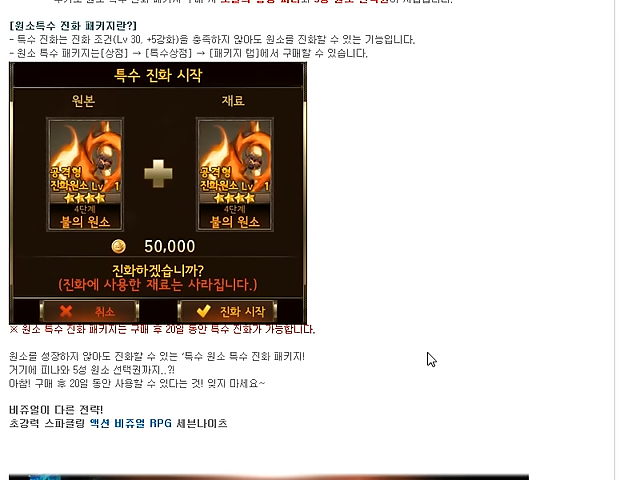 [원소특수 진화 패키지란?]
- 특수 진화는 진화 조건(Lv 30, +5강화)을 충족하지 않아도 원소를 진화할 수 있는 기능입니다.
- 원소 특수 패키지는[상점] → [특수상점] → [패키지 탭]에서 구매할 수 있습니다.
특수 진화 시작
원본 재료
공격형 공격형
진화원소 Lv 1 진화원소 Lv 1
4단계 4단계
불의 원소 불의 원소
50,000
진화하겠습니까?
(진화에 사용한 재료는 사라집니다.)
취소 진화 시작
※ 원소 특수 진화 패키지는 구매 후 20일 동안 특수 진화가 가능합니다.
원소를 성장하지 않아도 진화할 수 있는 '특수 원소 특수 진화 패키지!
거기에 피나와 5성 원소 선택권까지..?!
아참! 구매 후 20일 동안 사용할 수 있다는 것! 잊지 마세요~
비쥬얼이 다른 전략!
초강력 스파클링 액션 비쥬얼 RPG 세븐나이츠